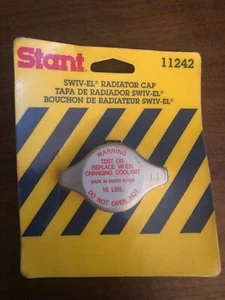 Stant 11242
SWIV-EL® RADIATOR CAP
TAPA DE RADIADOR SWIV-EL®
BOUCHON DE RADIATEUR SWIV-EL®
WARNING
TEST OR
REPLACE WHEN
CHANGING COOLANT
16 LBS.
DO NOT OPEN HOT